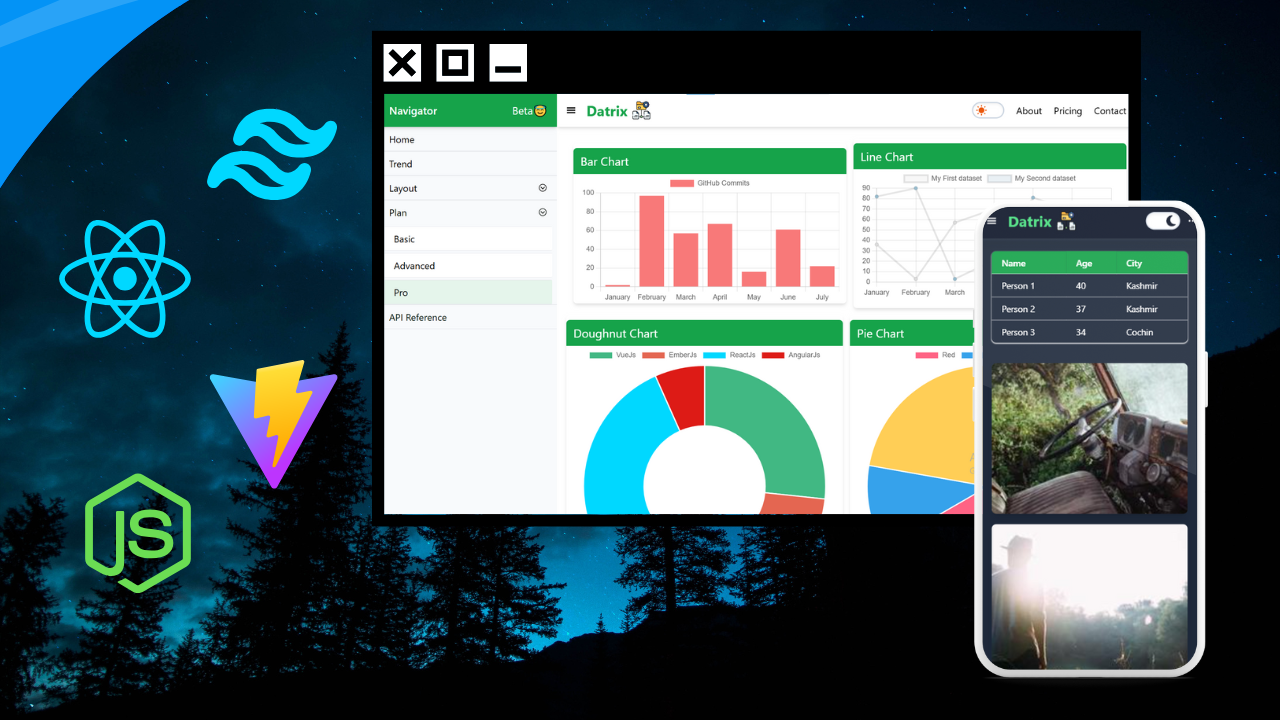 Navigator Beta
Datrix
About Pricing Contact
Home
Trend
Layout
Plan
Basic
Advanced
Pro
API Reference
Bar Chart
GitHub Commits
100
80
60
40
20
0
January February March April May June July
Line Chart
My First dataset My Second dataset
90
80
70
60
50
40
30
20
10
0
January February March
Doughnut Chart
VueJs EmberJs ReactJs AngularJs
Pie Chart
Red
Datrix
Name Age City
Person 1 40 Kashmir
Person 2 37 Kashmir
Person 3 34 Cochin
JS